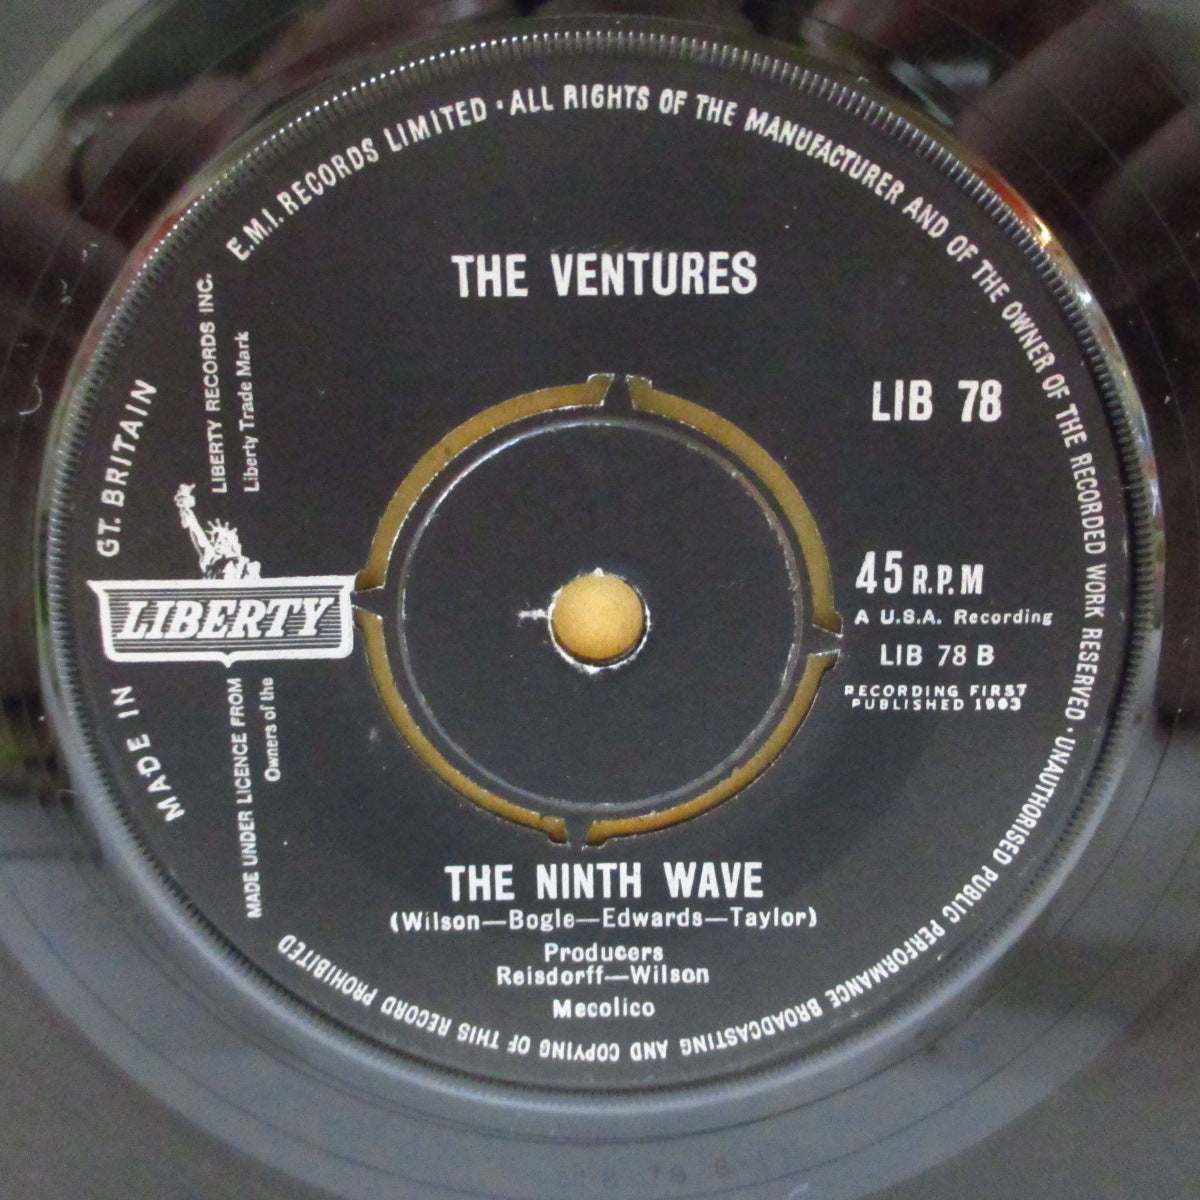 E.M.I. RECORDS LIMITED · ALL RIGHTS OF THE MANUFACTURER AND OF THE OWNER OF THE RECORDED WORK RESERVED · UNAUTHORISED PUBLIC PERFORMANCE BROADCASTING AND COPYING OF THIS RECORD PROHIBITED
MADE IN GT. BRITAIN
THE VENTURES
LIBERTY RECORDS INC.
Liberty Trade Mark
LIBERTY
MADE UNDER LICENCE FROM
Owners of the
LIB 78
45 R.P.M
A U.S.A. Recording
LIB 78 B
RECORDING FIRST
PUBLISHED 1963
THE NINTH WAVE
(Wilson—Bogle—Edwards—Taylor)
Producers
Reisdorff—Wilson
Mecolico